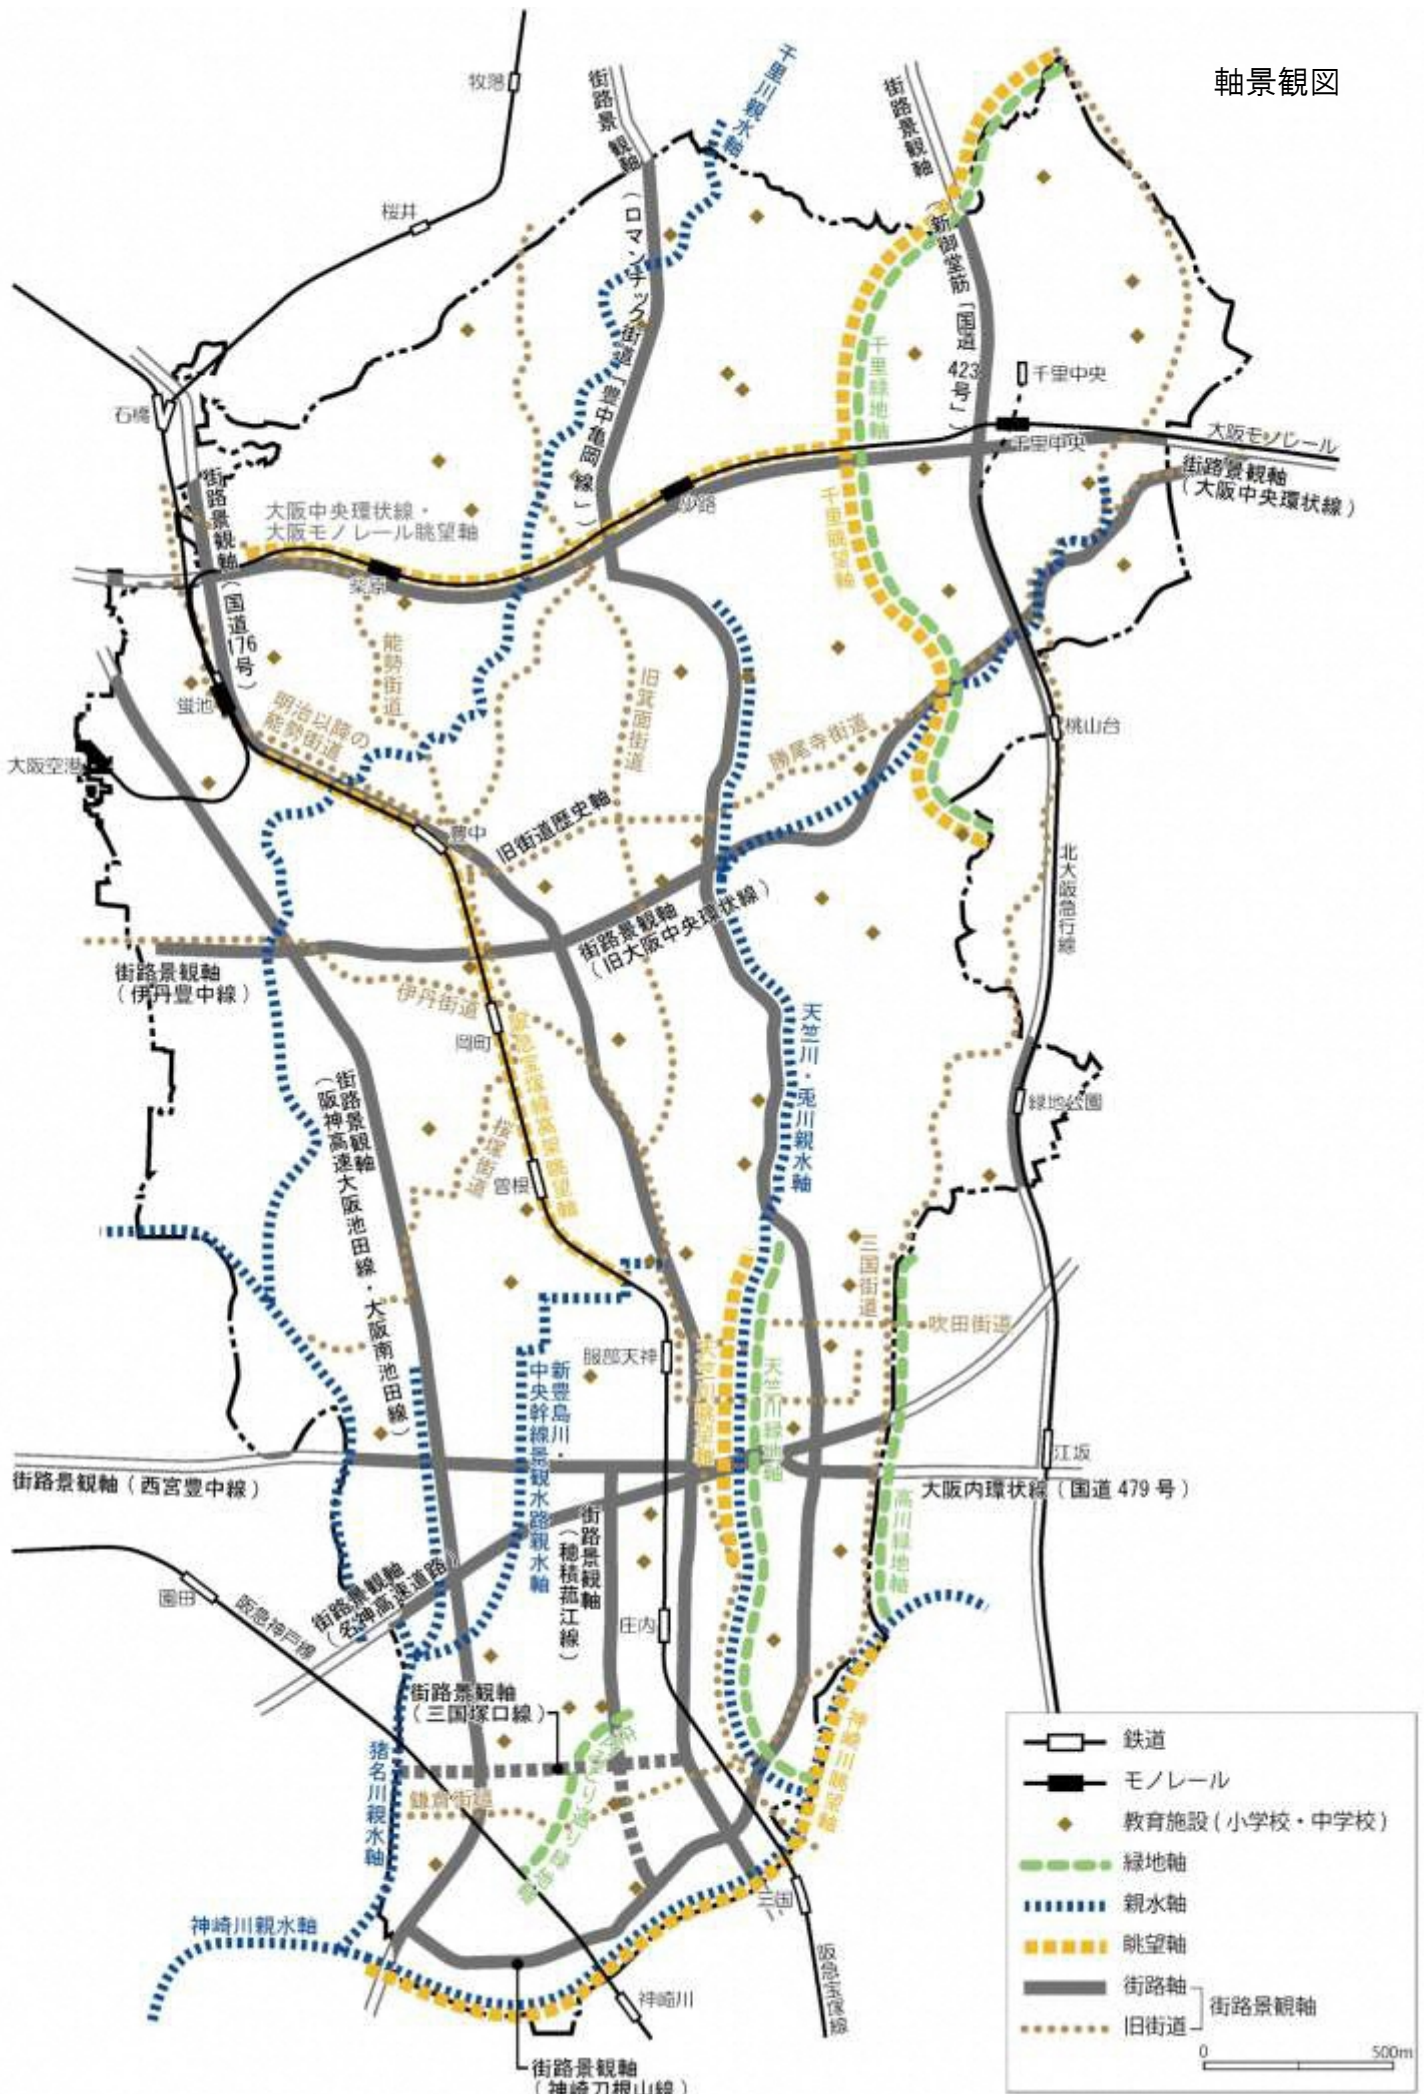 軸景観図
千里川親水軸
街路景観軸
(ロマンチック街道「豊中亀岡線」)
街路景観軸
(新御堂筋「国道423号」)
牧落
桜井
石橋
千里緑地軸
千里中央
千里中央
大阪モノレール
街路景観軸
(大阪中央環状線)
街路景観軸(国道176号)
大阪中央環状線・
大阪モノレール眺望軸
少路
柴原
千里眺望軸
能勢街道
旧箕面街道
蛍池
明治以降の
能勢街道
勝尾寺街道
桃山台
大阪空港
豊中
旧街道歴史軸
北大阪急行線
街路景観軸
(旧大阪中央環状線)
街路景観軸
(伊丹豊中線)
伊丹街道
岡町
阪急宝塚線高架眺望軸
天竺川・兎川親水軸
緑地公園
街路景観軸
(阪神高速大阪池田線・大阪南池田線)
桜塚街道
曽根
三国街道
吹田街道
服部天神
天竺川眺望軸
天竺川緑地軸
新豊島川・
中央幹線景観水路親水軸
江坂
街路景観軸(西宮豊中線)
大阪内環状線(国道479号)
高川緑地軸
街路景観軸
(穂積菰江線)
園田
阪急神戸線
街路景観軸
(名神高速道路)
庄内
街路景観軸
(三国塚口線)
神崎川眺望軸
猪名川親水軸
鎌倉街道
三国
神崎川親水軸
阪急宝塚線
神崎川
街路景観軸
(神崎刀根山線)
鉄道
モノレール
教育施設(小学校・中学校)
緑地軸
親水軸
眺望軸
街路軸
街路景観軸
旧街道
0
500m